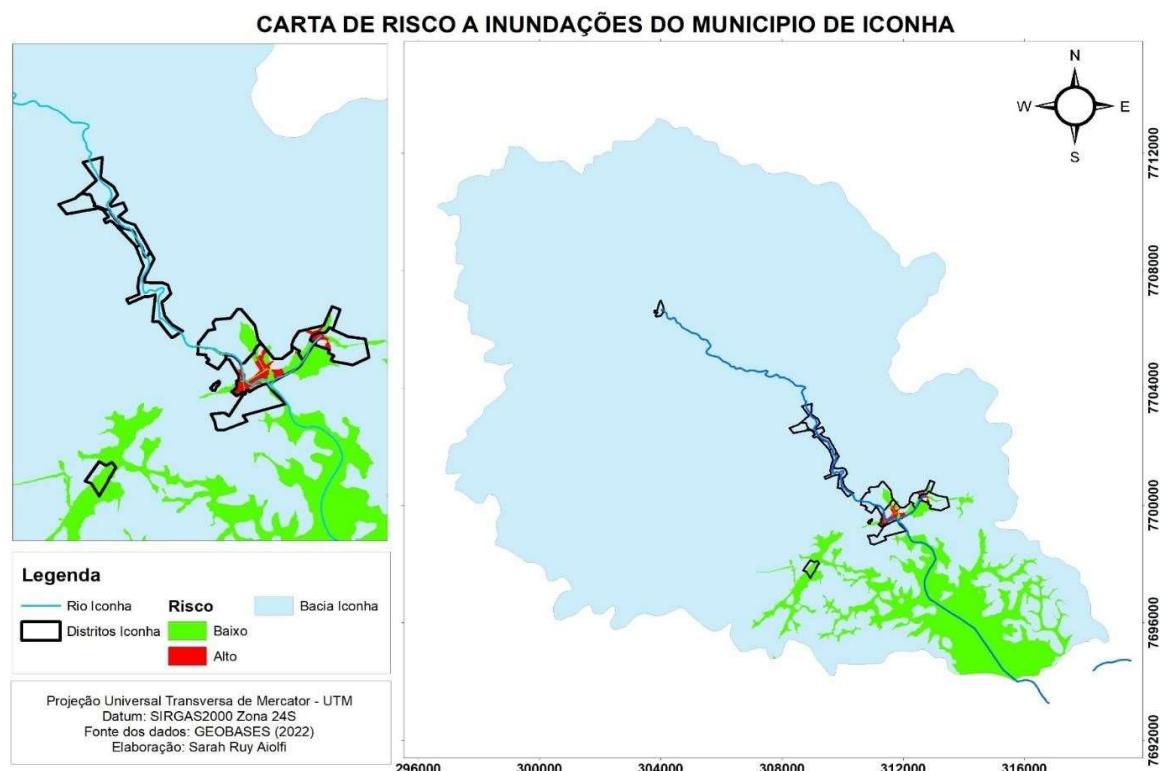 CARTA DE RISCO A INUNDAÇÕES DO MUNICIPIO DE ICONHA
N
W
E
S
7712000
7708000
7704000
7700000
7696000
7692000
296000
300000
304000
308000
312000
316000
Legenda
Rio Iconha
Distritos Iconha
Risco
Baixo
Alto
Bacia Iconha
Projeção Universal Transversa de Mercator - UTM
Datum: SIRGAS2000 Zona 24S
Fonte dos dados: GEOBASES (2022)
Elaboração: Sarah Ruy Aiolfi